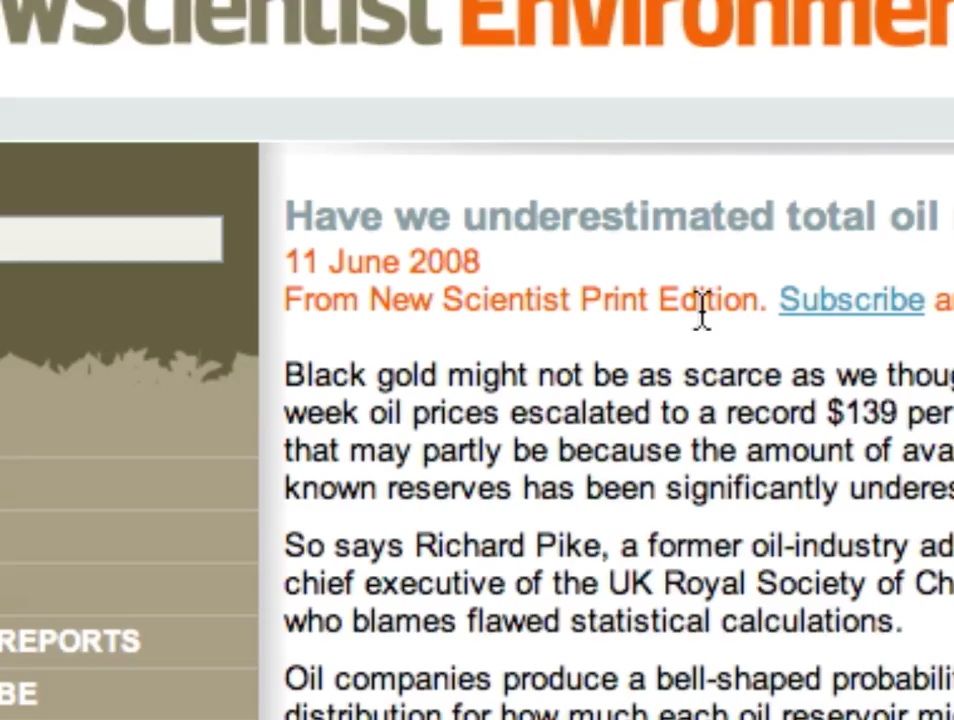 wScientist Environmen
Have we underestimated total oil
11 June 2008
From New Scientist Print Edition. Subscribe an
Black gold might not be as scarce as we thoug
week oil prices escalated to a record $139 per
that may partly be because the amount of ava
known reserves has been significantly underes
So says Richard Pike, a former oil-industry ad
chief executive of the UK Royal Society of Ch
who blames flawed statistical calculations.
REPORTS
Oil companies produce a bell-shaped probabilit
BE
distribution for how much each oil reservoir mi